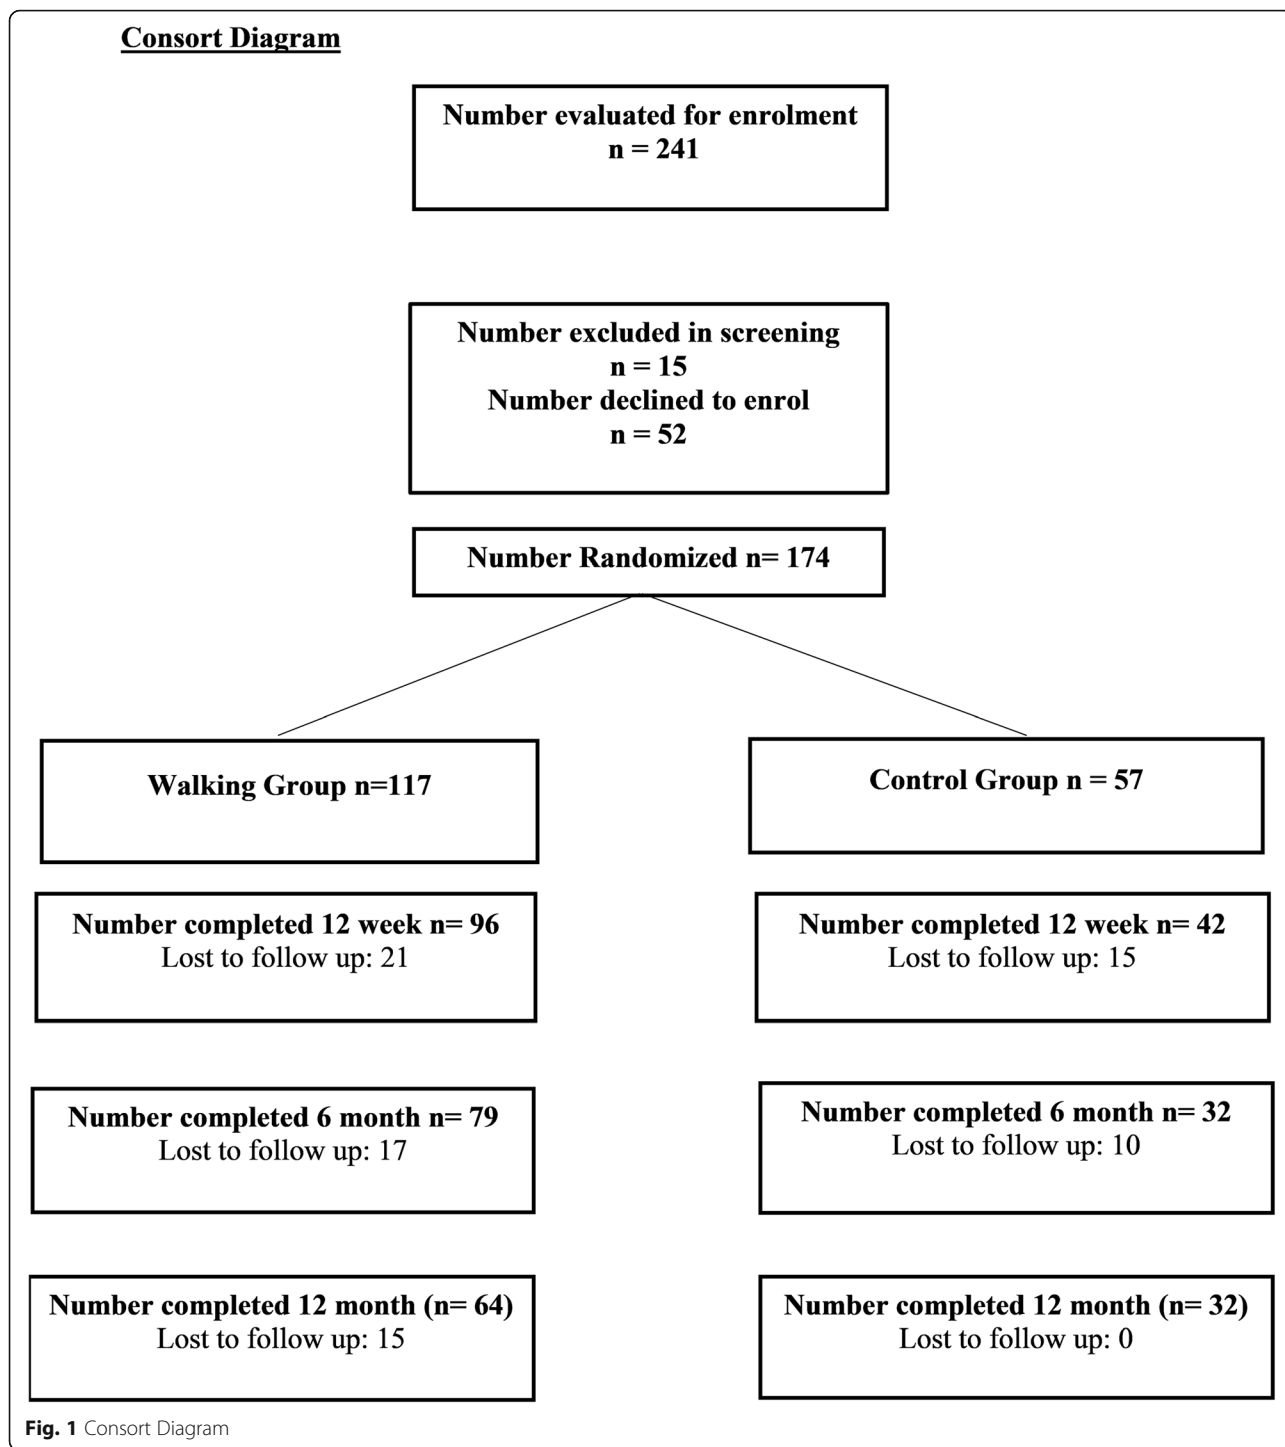 Consort Diagram
Number evaluated for enrolment
n = 241
Number excluded in screening
n = 15
Number declined to enrol
n = 52
Number Randomized n= 174
Walking Group n=117
Control Group n = 57
Number completed 12 week n= 96
Lost to follow up: 21
Number completed 12 week n= 42
Lost to follow up: 15
Number completed 6 month n= 79
Lost to follow up: 17
Number completed 6 month n= 32
Lost to follow up: 10
Number completed 12 month (n= 64)
Lost to follow up: 15
Number completed 12 month (n= 32)
Lost to follow up: 0
Fig. 1 Consort Diagram